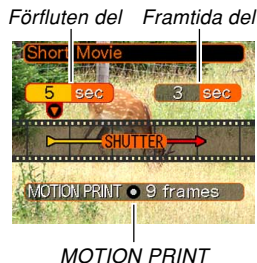 Förfluten del Framtida del
Short Movie
5 sec 3 sec
SHUTTER
MOTION PRINT 9 frames
MOTION PRINT